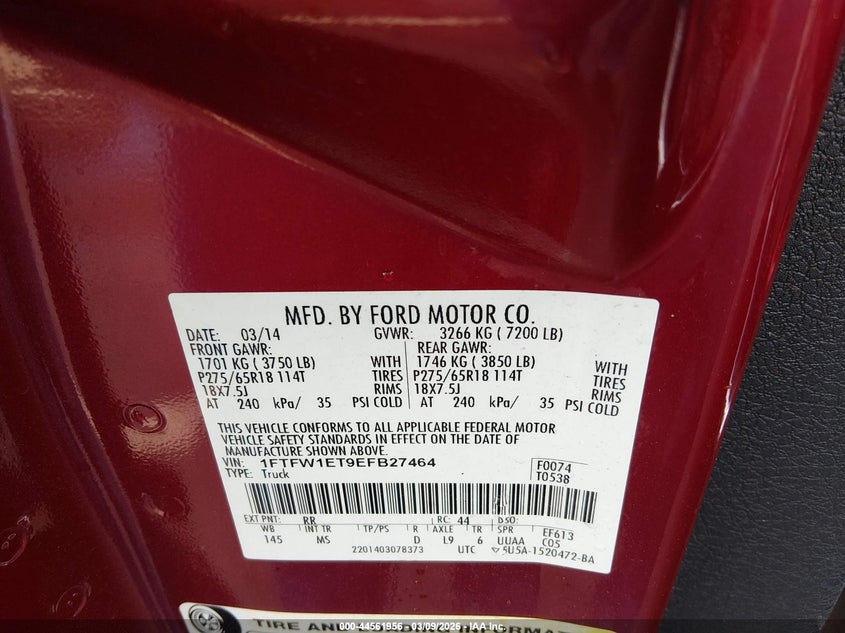 MFD. BY FORD MOTOR CO.
DATE: 03/14 GVWR: 3266 KG ( 7200 LB)
FRONT GAWR: REAR GAWR:
1701 KG ( 3750 LB) WITH 1746 KG ( 3850 LB) WITH
P275/65R18 114T TIRES P275/65R18 114T TIRES
18X7.5J RIMS 18X7.5J RIMS
AT 240 kPa/ 35 PSI COLD AT 240 kPa/ 35 PSI COLD
THIS VEHICLE CONFORMS TO ALL APPLICABLE FEDERAL MOTOR
VEHICLE SAFETY STANDARDS IN EFFECT ON THE DATE OF
MANUFACTURE SHOWN ABOVE.
VIN: 1FTFW1ET9EFB27464 F0074
TYPE: Truck T0538
EXT PNT: RR RC: 44 DSO:
WB INT TR TP/PS R AXLE TR SPR EF613
145 MS D L9 6 UUAA C05
2201403078373 UTC 5U5A-1520472-BA
TIRE AND
000-44561956 - 03/09/2026 - IAA Inc.